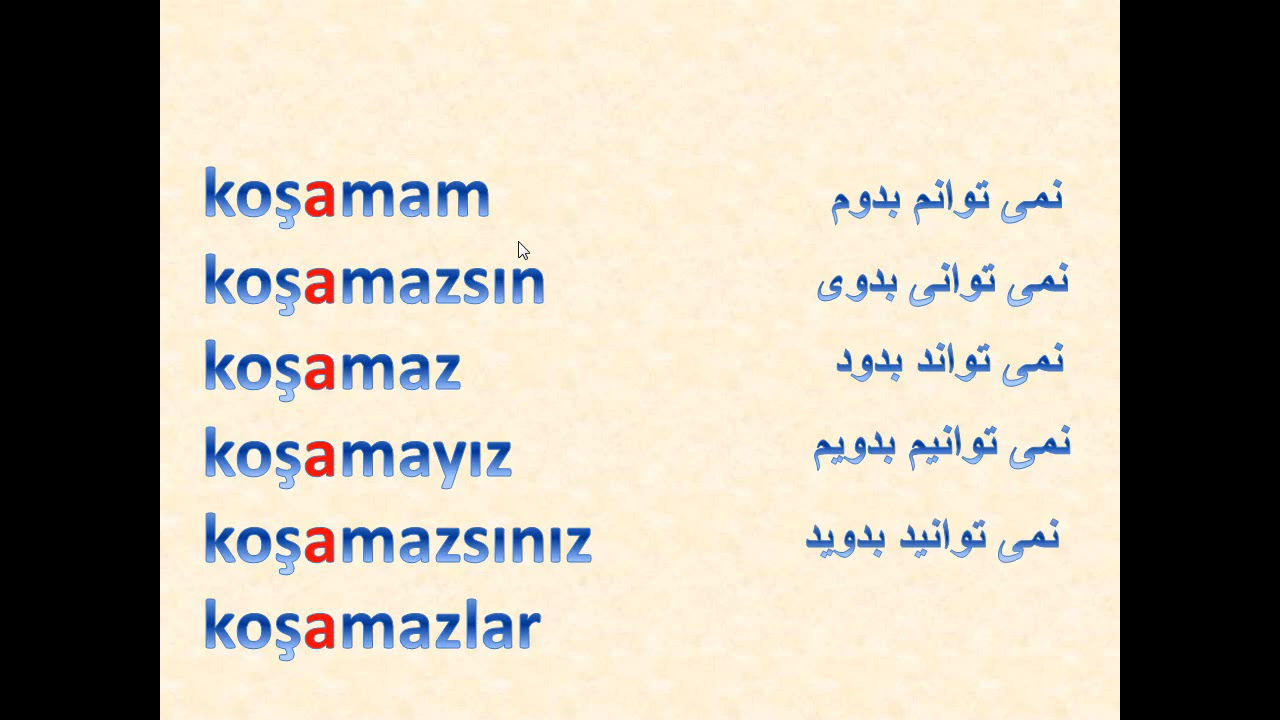 koşamam نمی توانم بدوم
koşamazsın نمی توانی بدوی
koşamaz نمی تواند بدود
koşamayız نمی توانیم بدویم
koşamazsınız نمی توانید بدوید
koşamazlar